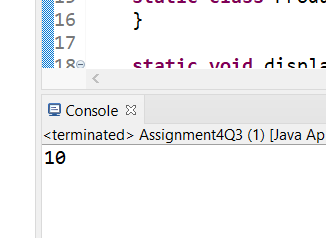 16 }
17
18 static void displa
Console
<terminated> Assignment4Q3 (1) [Java Ap
10